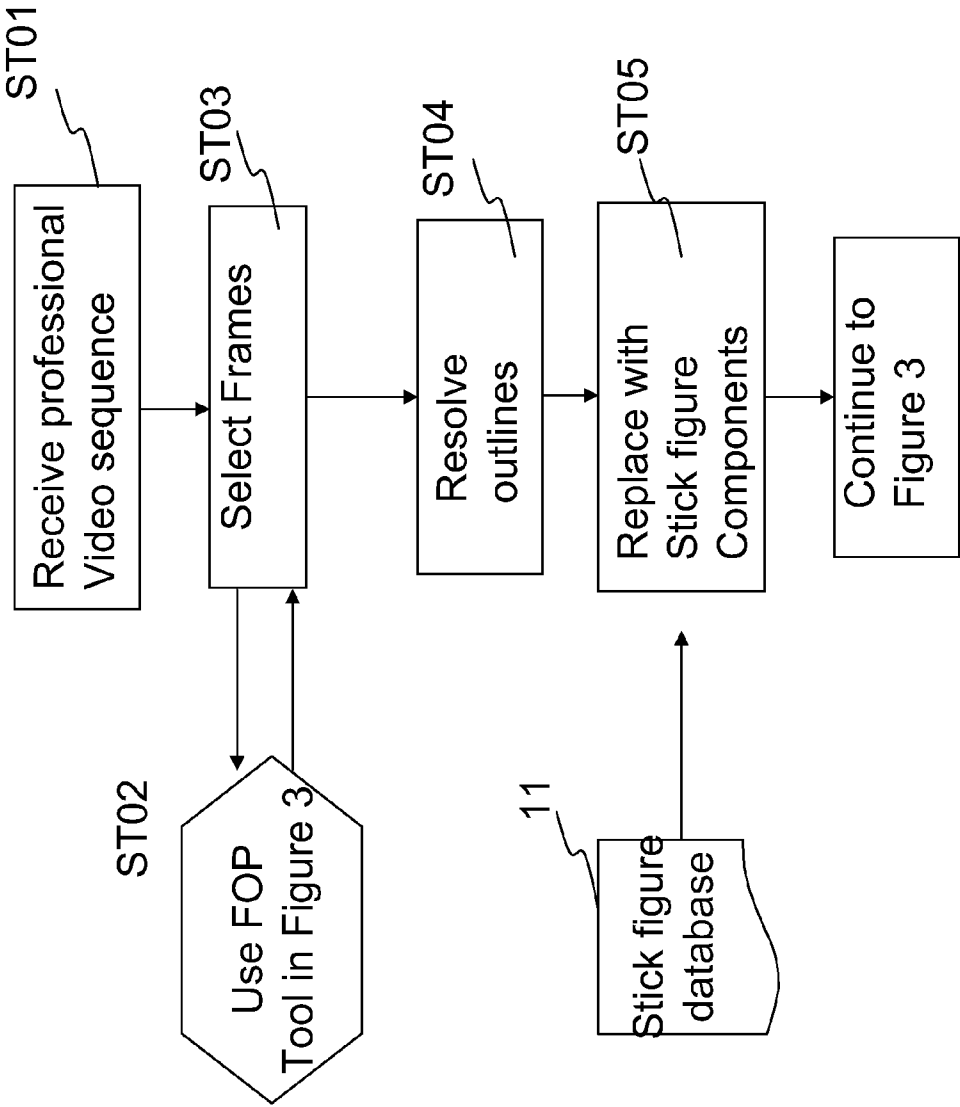 ST01
Receive professional
Video sequence
ST03
Select Frames
ST02
Use FOP
Tool in Figure 3
ST04
Resolve
outlines
ST05
Replace with
Stick figure
Components
11
Stick figure
database
Continue to
Figure 3